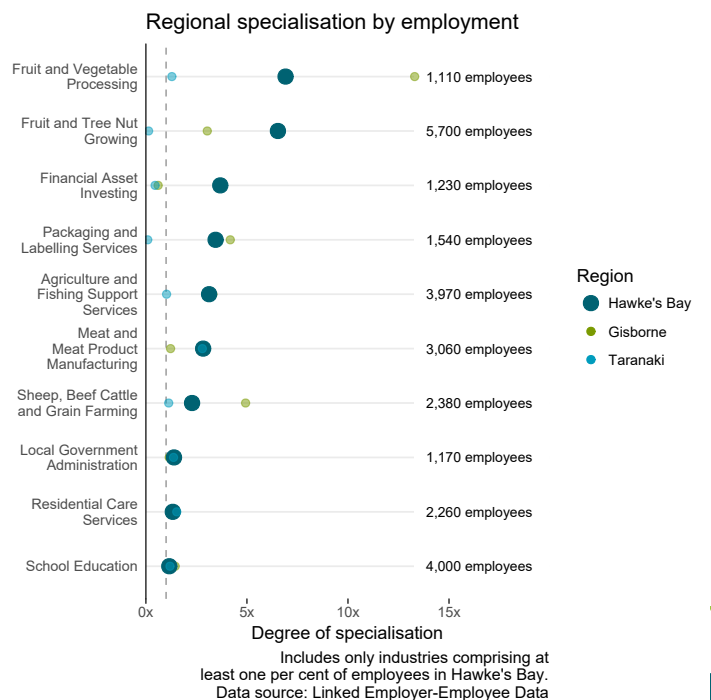 Regional specialisation by employment
Fruit and Vegetable
Processing
1,110 employees
Fruit and Tree Nut
Growing
5,700 employees
Financial Asset
Investing
1,230 employees
Packaging and
Labelling Services
1,540 employees
Agriculture and
Fishing Support
Services
3,970 employees
Meat and
Meat Product
Manufacturing
3,060 employees
Sheep, Beef Cattle
and Grain Farming
2,380 employees
Local Government
Administration
1,170 employees
Residential Care
Services
2,260 employees
School Education
4,000 employees
Region
Hawke's Bay
Gisborne
Taranaki
0x 5x 10x 15x
Degree of specialisation
Includes only industries comprising at
least one per cent of employees in Hawke's Bay.
Data source: Linked Employer-Employee Data